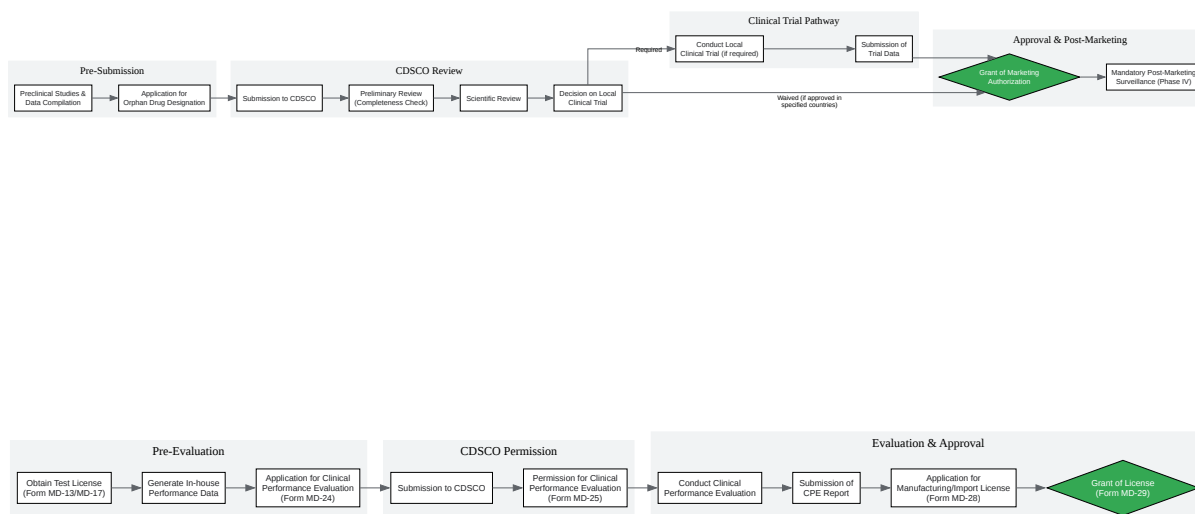 Clinical Trial Pathway
Conduct Local
Clinical Trial (if required)
Submission of
Trial Data
Required
Approval & Post-Marketing
Grant of Marketing
Authorization
Mandatory Post-Marketing
Surveillance (Phase IV)
Pre-Submission
Preclinical Studies &
Data Compilation
Application for
Orphan Drug Designation
CDSCO Review
Submission to CDSCO
Preliminary Review
(Completeness Check)
Scientific Review
Decision on Local
Clinical Trial
Waived (if approved in
specified countries)
Pre-Evaluation
Obtain Test License
(Form MD-13/MD-17)
Generate In-house
Performance Data
Application for Clinical
Performance Evaluation
(Form MD-24)
CDSCO Permission
Submission to CDSCO
Permission for Clinical
Performance Evaluation
(Form MD-25)
Evaluation & Approval
Conduct Clinical
Performance Evaluation
Submission of
CPE Report
Application for
Manufacturing/Import License
(Form MD-28)
Grant of License
(Form MD-29)